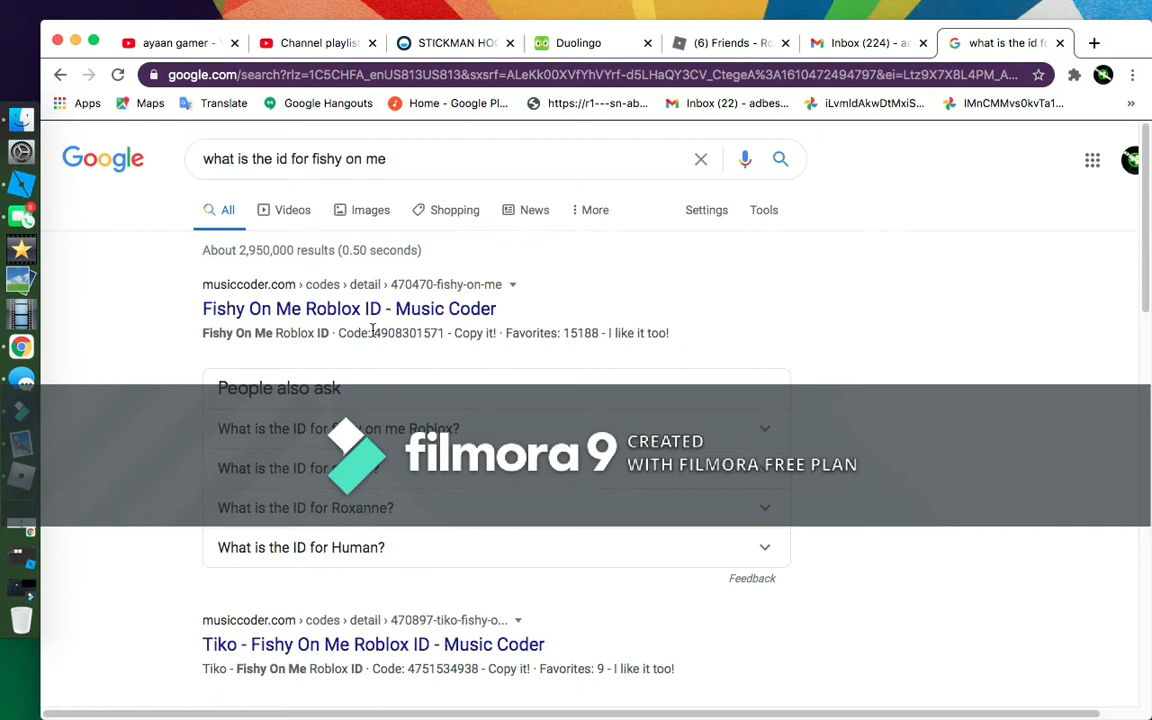 ayaan gamer - Y
Channel playlis
STICKMAN HOO
Duolingo
(6) Friends - Ro
Inbox (224) - ad
what is the id fo
google.com/search?rlz=1C5CHFA_enUS813US813&sxsrf=ALeKk00XVfYhVYrf-d5LHaQY3CV_CtegeA%3A1610472494797&ei=Ltz9X7X8L4PM_A...
Apps
Maps
Translate
Google Hangouts
Home - Google Pl...
https://r1---sn-ab...
Inbox (22) - adbes...
iLvmldAkwDtMxiS...
IMnCMMvs0kvTa1...
»
Google
what is the id for fishy on me
All
Videos
Images
Shopping
News
More
Settings
Tools
About 2,950,000 results (0.50 seconds)
musiccoder.com › codes › detail › 470470-fishy-on-me
Fishy On Me Roblox ID - Music Coder
Fishy On Me Roblox ID · Code: 4908301571 - Copy it! · Favorites: 15188 - I like it too!
People also ask
What is the ID for fishy on me Roblox?
What is the ID for
What is the ID for Roxanne?
What is the ID for Human?
filmora 9
CREATED
WITH FILMORA FREE PLAN
Feedback
musiccoder.com › codes › detail › 470897-tiko-fishy-o...
Tiko - Fishy On Me Roblox ID - Music Coder
Tiko - Fishy On Me Roblox ID · Code: 4751534938 - Copy it! · Favorites: 9 - I like it too!